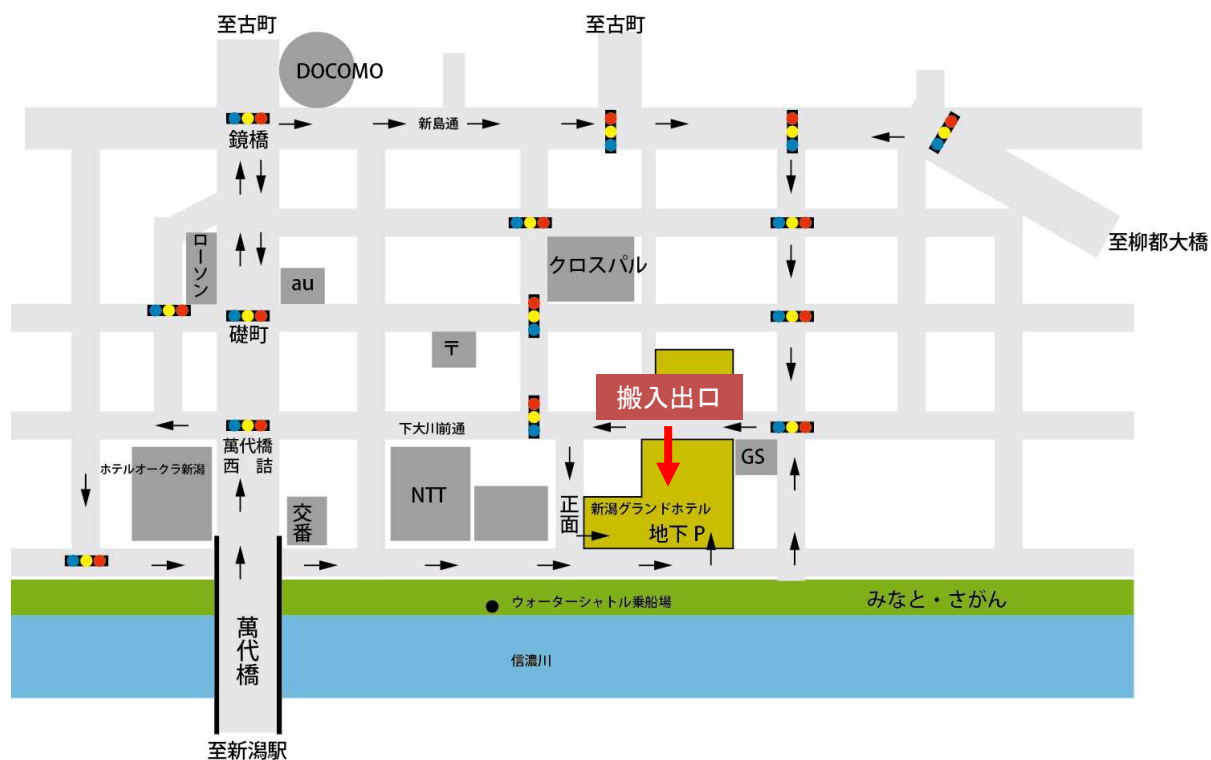 至古町
至古町
DOCOMO
新島通
鏡橋
ローソン
クロスパル
至柳都大橋
au
礎町
〒
搬入出口
下大川前通
萬代橋
西詰
ホテルオークラ新潟
GS
NTT
交番
正面
新潟グランドホテル
地下P
ウォーターシャトル乗船場
みなと・さがん
萬代橋
信濃川
至新潟駅